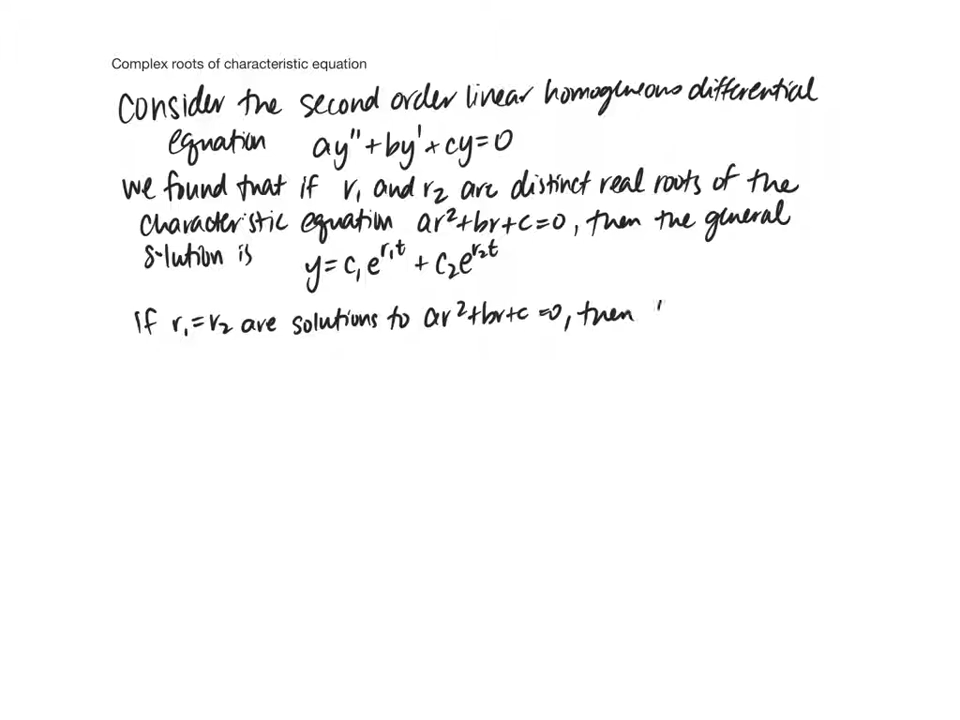 Complex roots of characteristic equation
Consider the second order linear homogeneous differential
equation ay"+by'+cy=0
We found that if r₁ and r₂ are distinct real roots of the
characteristic equation ar²+br+c=0, then the general
solution is y=c₁e^{r₁t} + c₂e^{r₂t}
If r₁=r₂ are solutions to ar²+br+c=0, then